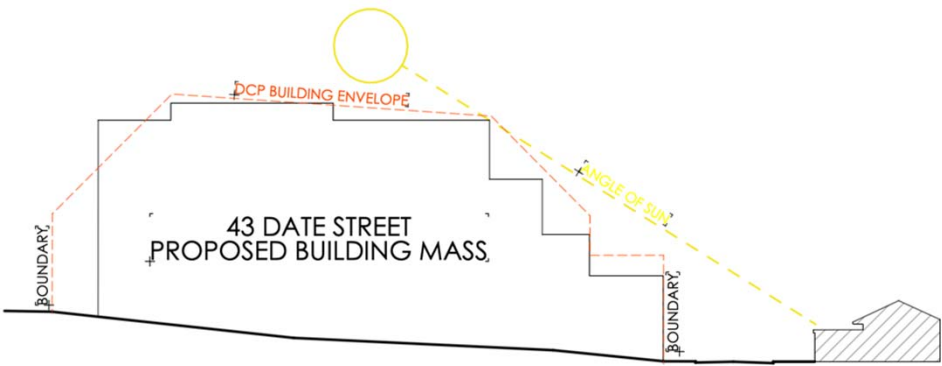 DCP BUILDING ENVELOPE
ANGLE OF SUN
43 DATE STREET
PROPOSED BUILDING MASS
BOUNDARY
BOUNDARY